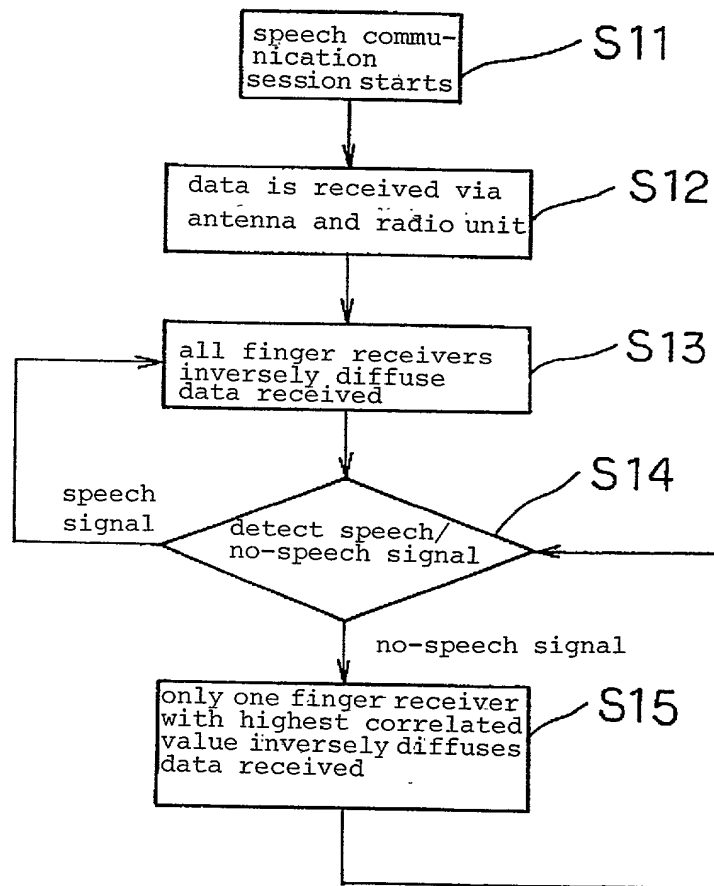 speech commu-
nication
session starts
S11
data is received via
antenna and radio unit
S12
all finger receivers
inversely diffuse
data received
S13
speech
signal
detect speech/
no-speech signal
S14
no-speech signal
only one finger receiver
with highest correlated
value inversely diffuses
data received
S15